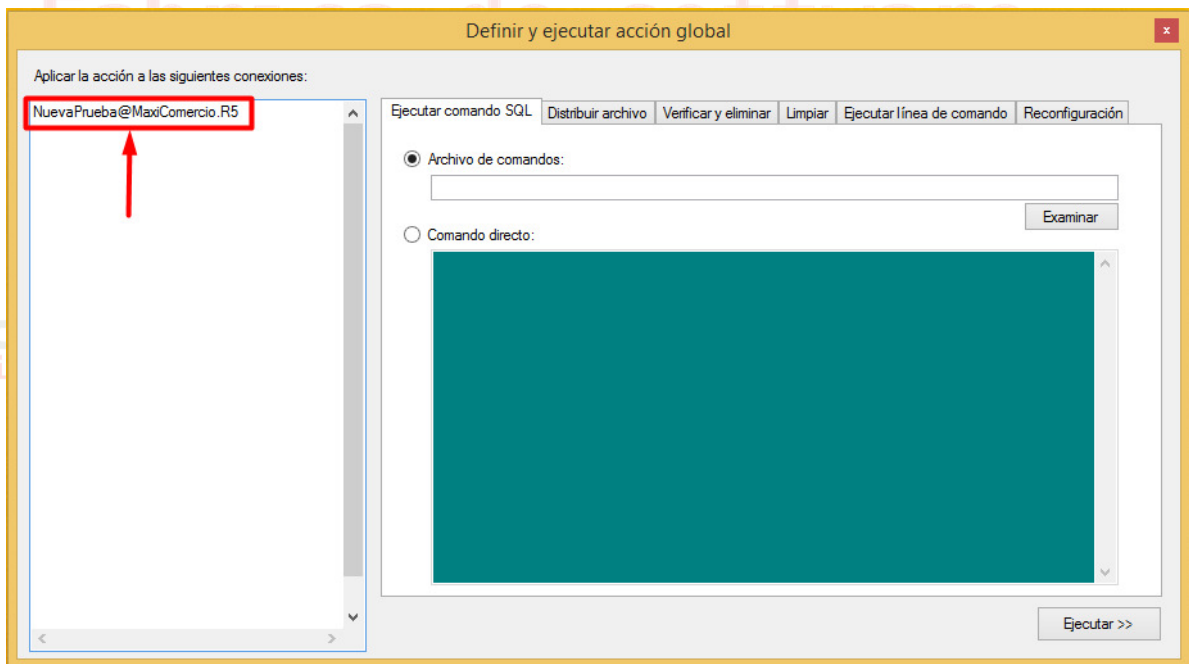 Definir y ejecutar acción global
x
Aplicar la acción a las siguientes conexiones:
NuevaPrueba@MaxiComercio.R5
Ejecutar comando SQL Distribuir archivo Verificar y eliminar Limpiar Ejecutar línea de comando Reconfiguración
Archivo de comandos:
Examinar
Comando directo:
Ejecutar >>